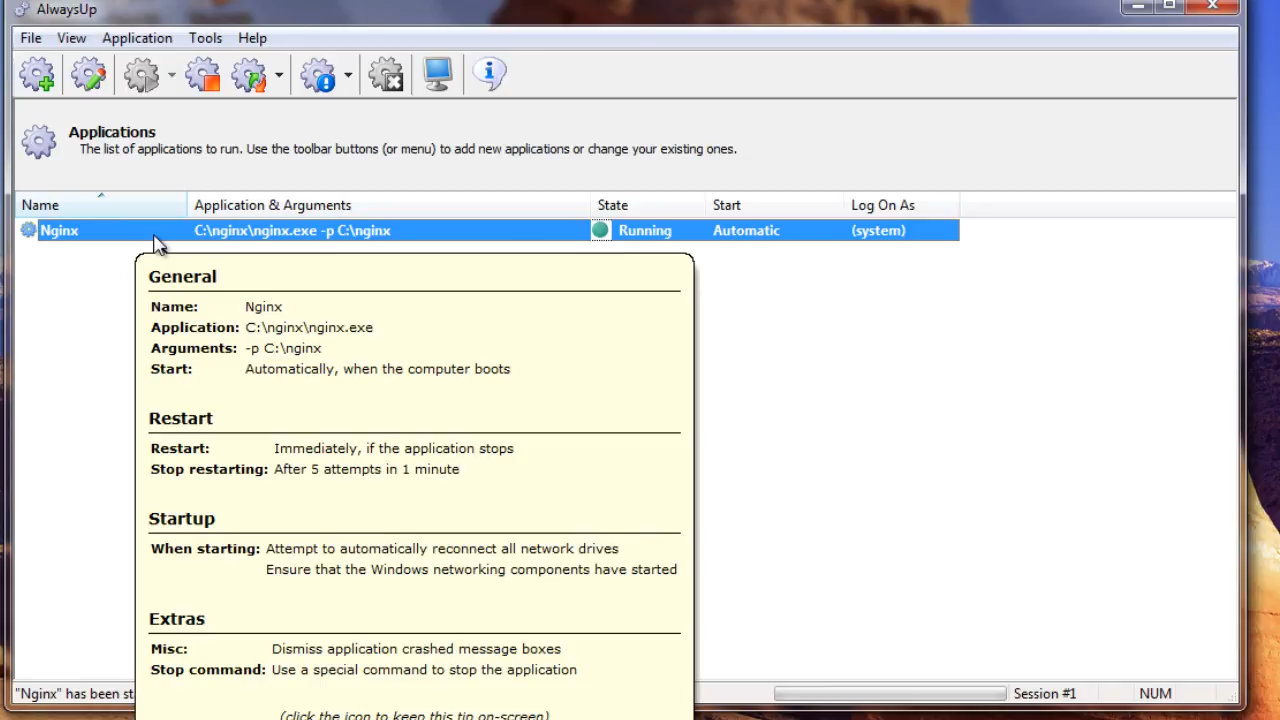 AlwaysUp
File View Application Tools Help
Applications
The list of applications to run. Use the toolbar buttons (or menu) to add new applications or change your existing ones.
Name Application & Arguments State Start Log On As
Nginx C:\nginx\nginx.exe -p C:\nginx Running Automatic (system)
General
Name: Nginx
Application: C:\nginx\nginx.exe
Arguments: -p C:\nginx
Start: Automatically, when the computer boots
Restart
Restart: Immediately, if the application stops
Stop restarting: After 5 attempts in 1 minute
Startup
When starting: Attempt to automatically reconnect all network drives
Ensure that the Windows networking components have started
Extras
Misc: Dismiss application crashed message boxes
Stop command: Use a special command to stop the application
"Nginx" has been st Session #1 NUM
(click the icon to keep this tip on-screen)